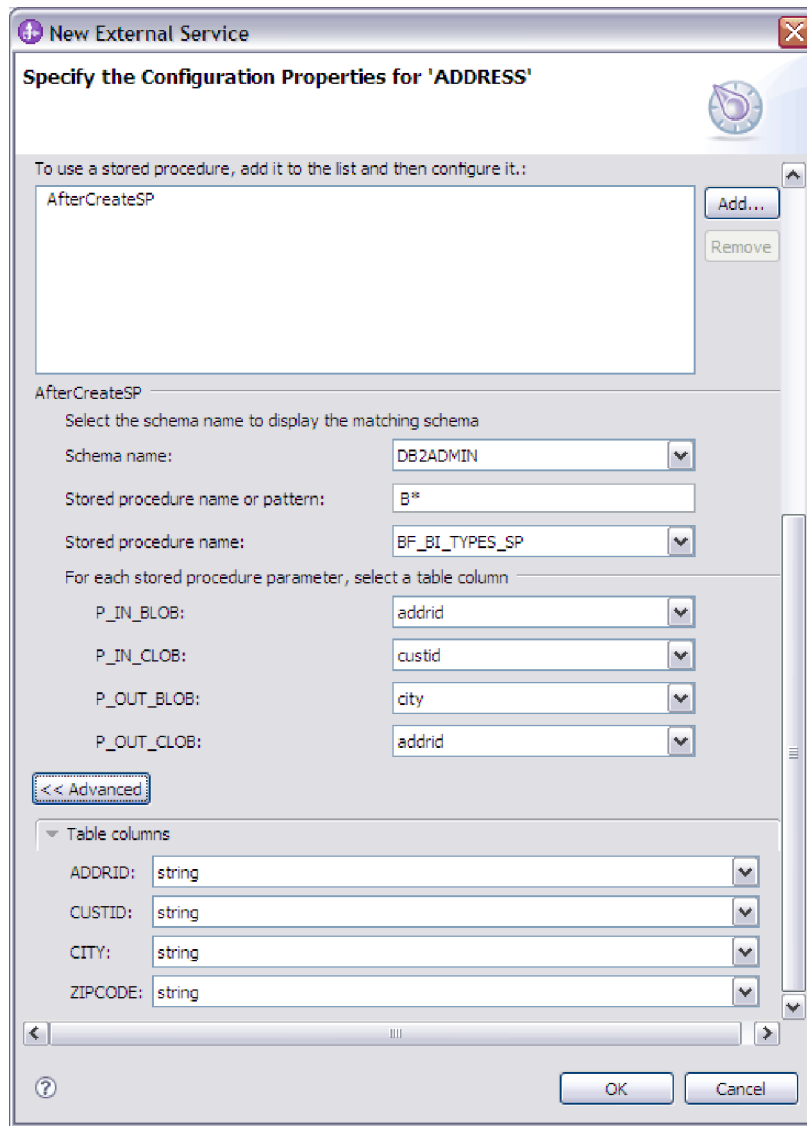 New External Service
Specify the Configuration Properties for 'ADDRESS'
To use a stored procedure, add it to the list and then configure it.:
AfterCreateSP
Add...
Remove
AfterCreateSP
Select the schema name to display the matching schema
Schema name: DB2ADMIN
Stored procedure name or pattern: B*
Stored procedure name: BF_BI_TYPES_SP
For each stored procedure parameter, select a table column
P_IN_BLOB: addrid
P_IN_CLOB: custid
P_OUT_BLOB: city
P_OUT_CLOB: addrid
<< Advanced
Table columns
ADDRID: string
CUSTID: string
CITY: string
ZIPCODE: string
OK Cancel